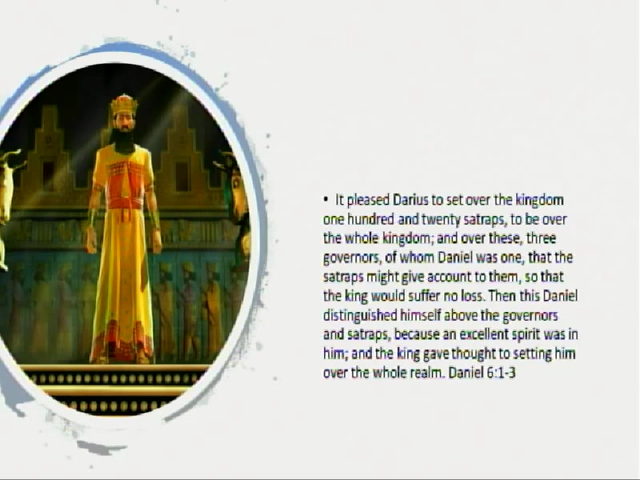 • It pleased Darius to set over the kingdom
one hundred and twenty satraps, to be over
the whole kingdom; and over these, three
governors, of whom Daniel was one, that the
satraps might give account to them, so that
the king would suffer no loss. Then this Daniel
distinguished himself above the governors
and satraps, because an excellent spirit was in
him; and the king gave thought to setting him
over the whole realm. Daniel 6:1-3